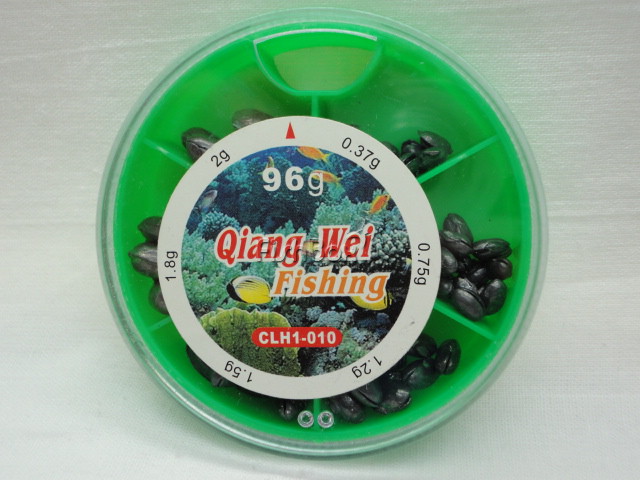 96g
Qiang Wei
Fishing
CLH1-010
0.37g
0.75g
1.2g
1.5g
1.8g
2g